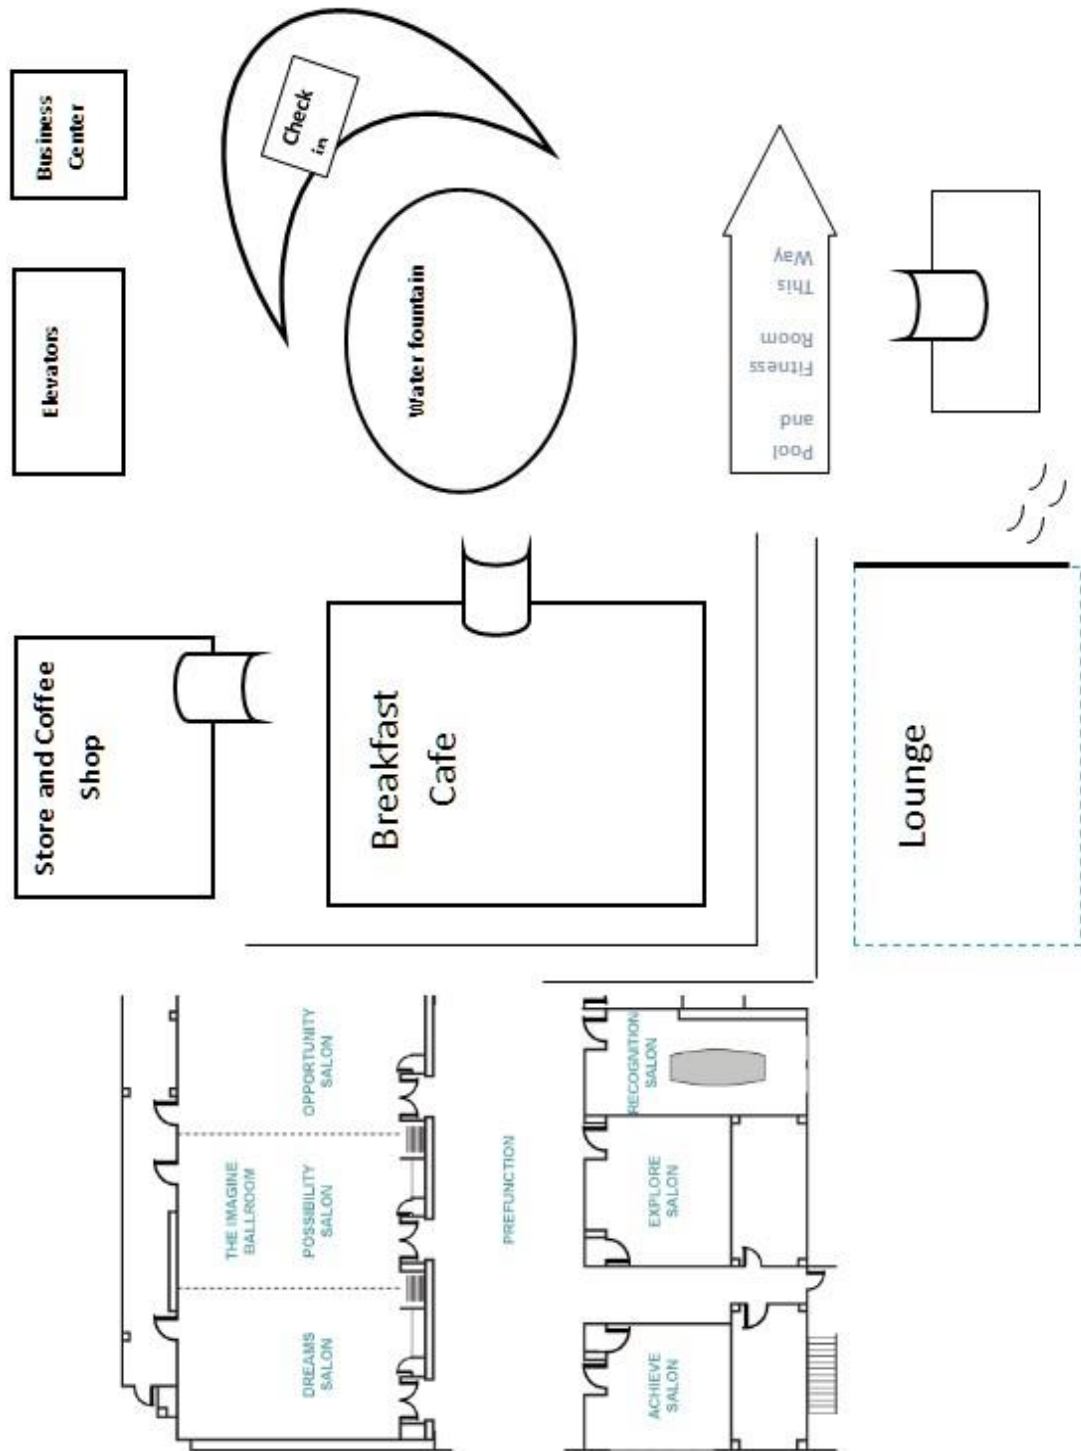 Business
Center
Check
in
Elevators
Water fountain
Pool and Fitness Room This Way
Store and Coffee
Shop
Breakfast
Cafe
Lounge
OPPORTUNITY
SALON
RECOGNITION
SALON
THE IMAGINE
BALLROOM
POSSIBILITY
SALON
PREFUNCTION
EXPLORE
SALON
DREAMS
SALON
ACHIEVE
SALON